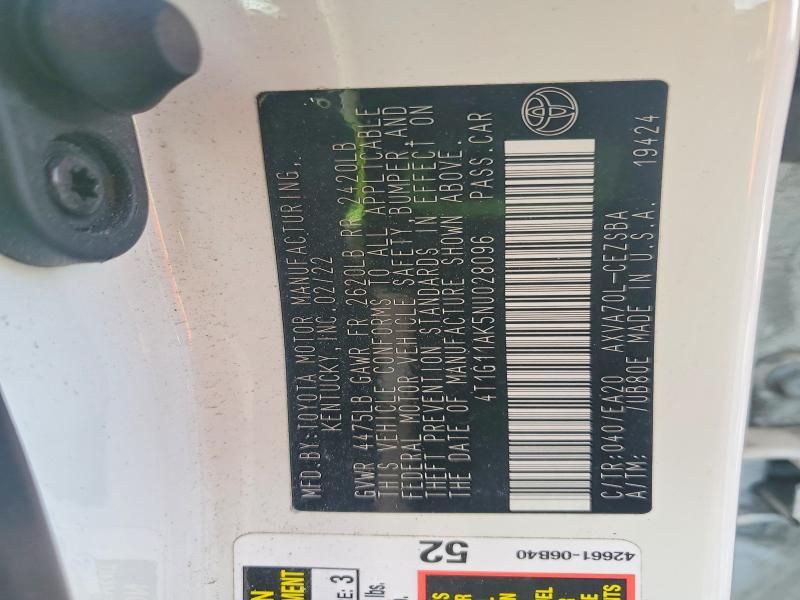 MFD.BY:TOYOTA MOTOR MANUFACTURING,
KENTUCKY, INC.02/22
GVWR 4475LB GAWR FR 2620LB RR 2420LB
THIS VEHICLE CONFORMS TO ALL APPLICABLE
FEDERAL MOTOR VEHICLE SAFETY, BUMPER, AND
THEFT PREVENTION STANDARDS IN EFFECT ON
THE DATE OF MANUFACTURE SHOWN ABOVE.
4T1G11AK5NU028096 PASS.CAR
C/TR:040/EA20 AXVA70L-CEZSBA
A/TM: /UB80E MADE IN U.S.A. 19424
52
42661-06B40
E: 3
lbs.